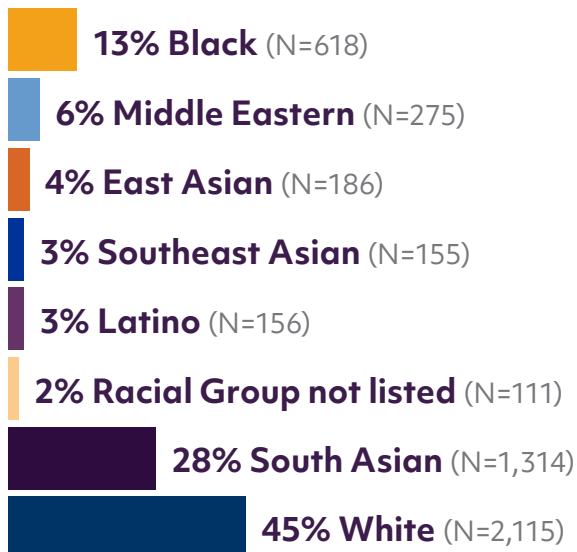 13% Black (N=618)
6% Middle Eastern (N=275)
4% East Asian (N=186)
3% Southeast Asian (N=155)
3% Latino (N=156)
2% Racial Group not listed (N=111)
28% South Asian (N=1,314)
45% White (N=2,115)